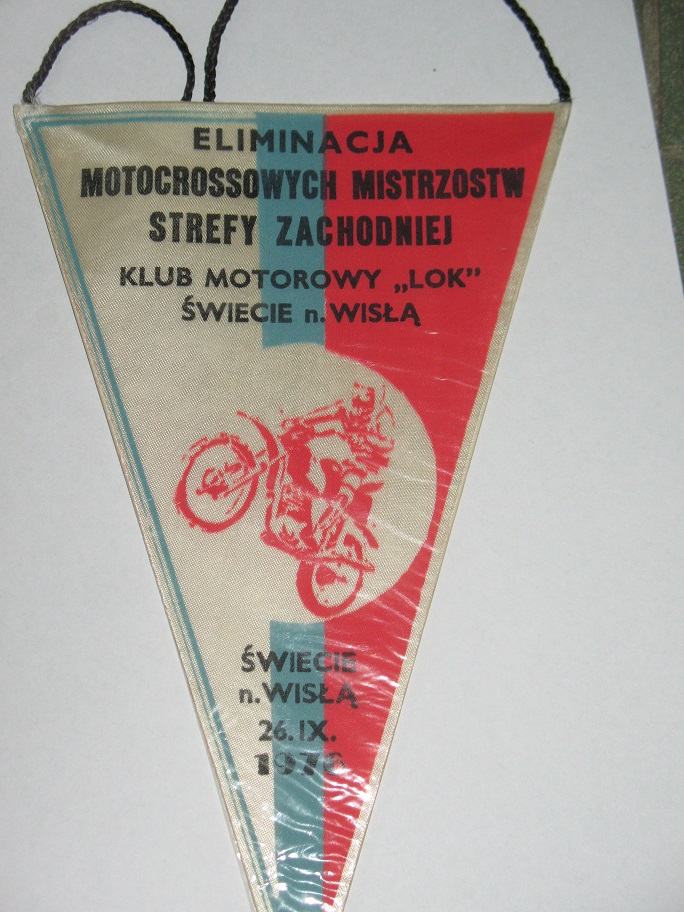 ELIMINACJA
MOTOCROSSOWYCH MISTRZOSTW
STREFY ZACHODNIEJ
KLUB MOTOROWY „LOK”
ŚWIECIE n. WISŁĄ
ŚWIECIE
n. WISŁĄ
26. IX.